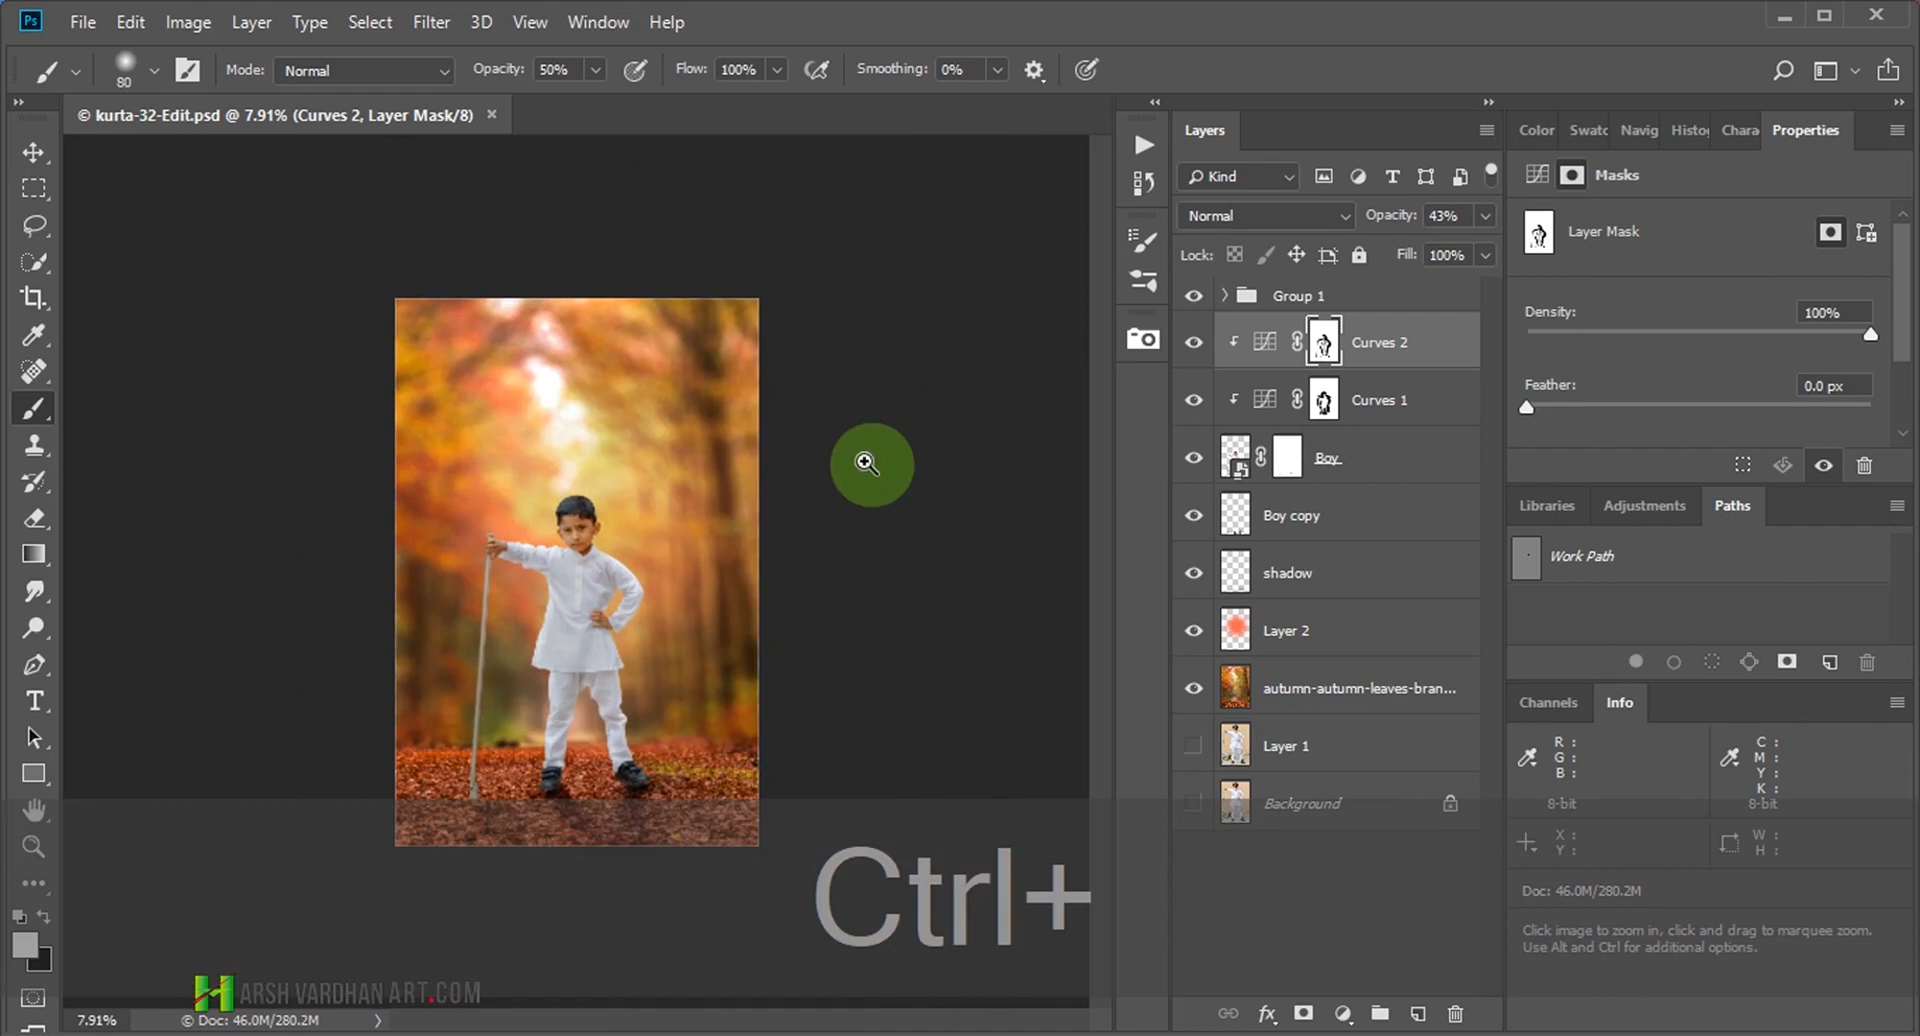 Ps File Edit Image Layer Type Select Filter 3D View Window Help
80 Mode: Normal Opacity: 50% Flow: 100% Smoothing: 0%
© kurta-32-Edit.psd @ 7.91% (Curves 2, Layer Mask/8) ×
Layers
Kind
Normal Opacity: 43%
Lock: Fill: 100%
Group 1
Curves 2
Curves 1
Boy
Boy copy
shadow
Layer 2
autumn-autumn-leaves-bran...
Layer 1
Background
fx
Color Swatc Navig Histo Chara Properties
Masks
Layer Mask
Density: 100%
Feather: 0.0 px
Libraries Adjustments Paths
Work Path
Channels Info
R : C :
G : M :
B : Y :
K :
8-bit 8-bit
X : W :
Y : H :
Doc: 46.0M/280.2M
Click image to zoom in, click and drag to marquee zoom.
Use Alt and Ctrl for additional options.
Ctrl+
HARSH VARDHAN ART.COM
7.91% © Doc: 46.0M/280.2M